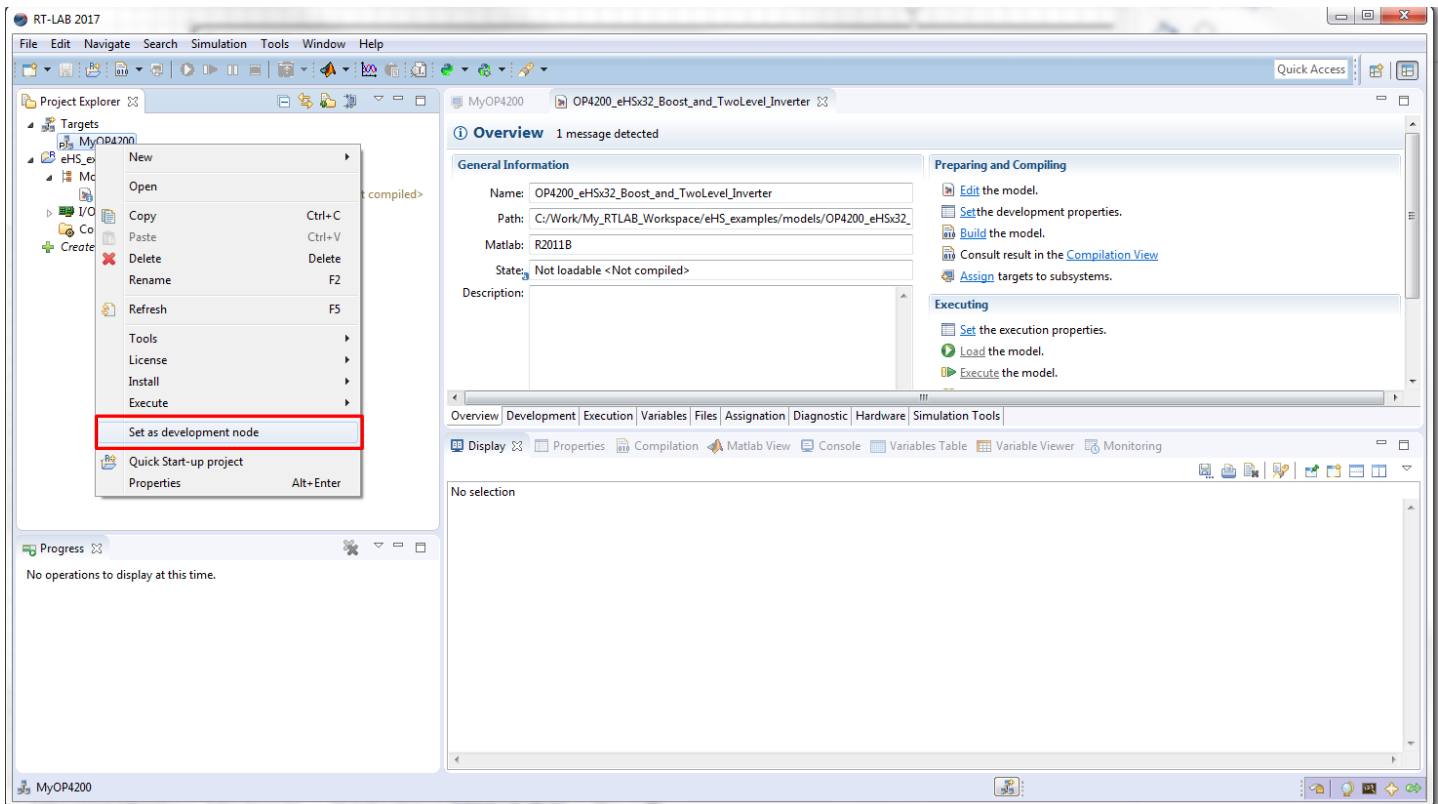 RT-LAB 2017
File Edit Navigate Search Simulation Tools Window Help
Quick Access
Project Explorer
Targets
MyOP4200
eHS_ex
Mo
t compiled>
I/O
Co
Create
New
Open
Copy Ctrl+C
Paste Ctrl+V
Delete Delete
Rename F2
Refresh F5
Tools
License
Install
Execute
Set as development node
Quick Start-up project
Properties Alt+Enter
Progress
No operations to display at this time.
MyOP4200 OP4200_eHSx32_Boost_and_TwoLevel_Inverter
Overview 1 message detected
General Information
Name: OP4200_eHSx32_Boost_and_TwoLevel_Inverter
Path: C:/Work/My_RTLAB_Workspace/eHS_examples/models/OP4200_eHSx32_
Matlab: R2011B
State: Not loadable <Not compiled>
Description:
Preparing and Compiling
Edit the model.
Setthe development properties.
Build the model.
Consult result in the Compilation View
Assign targets to subsystems.
Executing
Set the execution properties.
Load the model.
Execute the model.
Overview Development Execution Variables Files Assignation Diagnostic Hardware Simulation Tools
Display Properties Compilation Matlab View Console Variables Table Variable Viewer Monitoring
No selection
MyOP4200